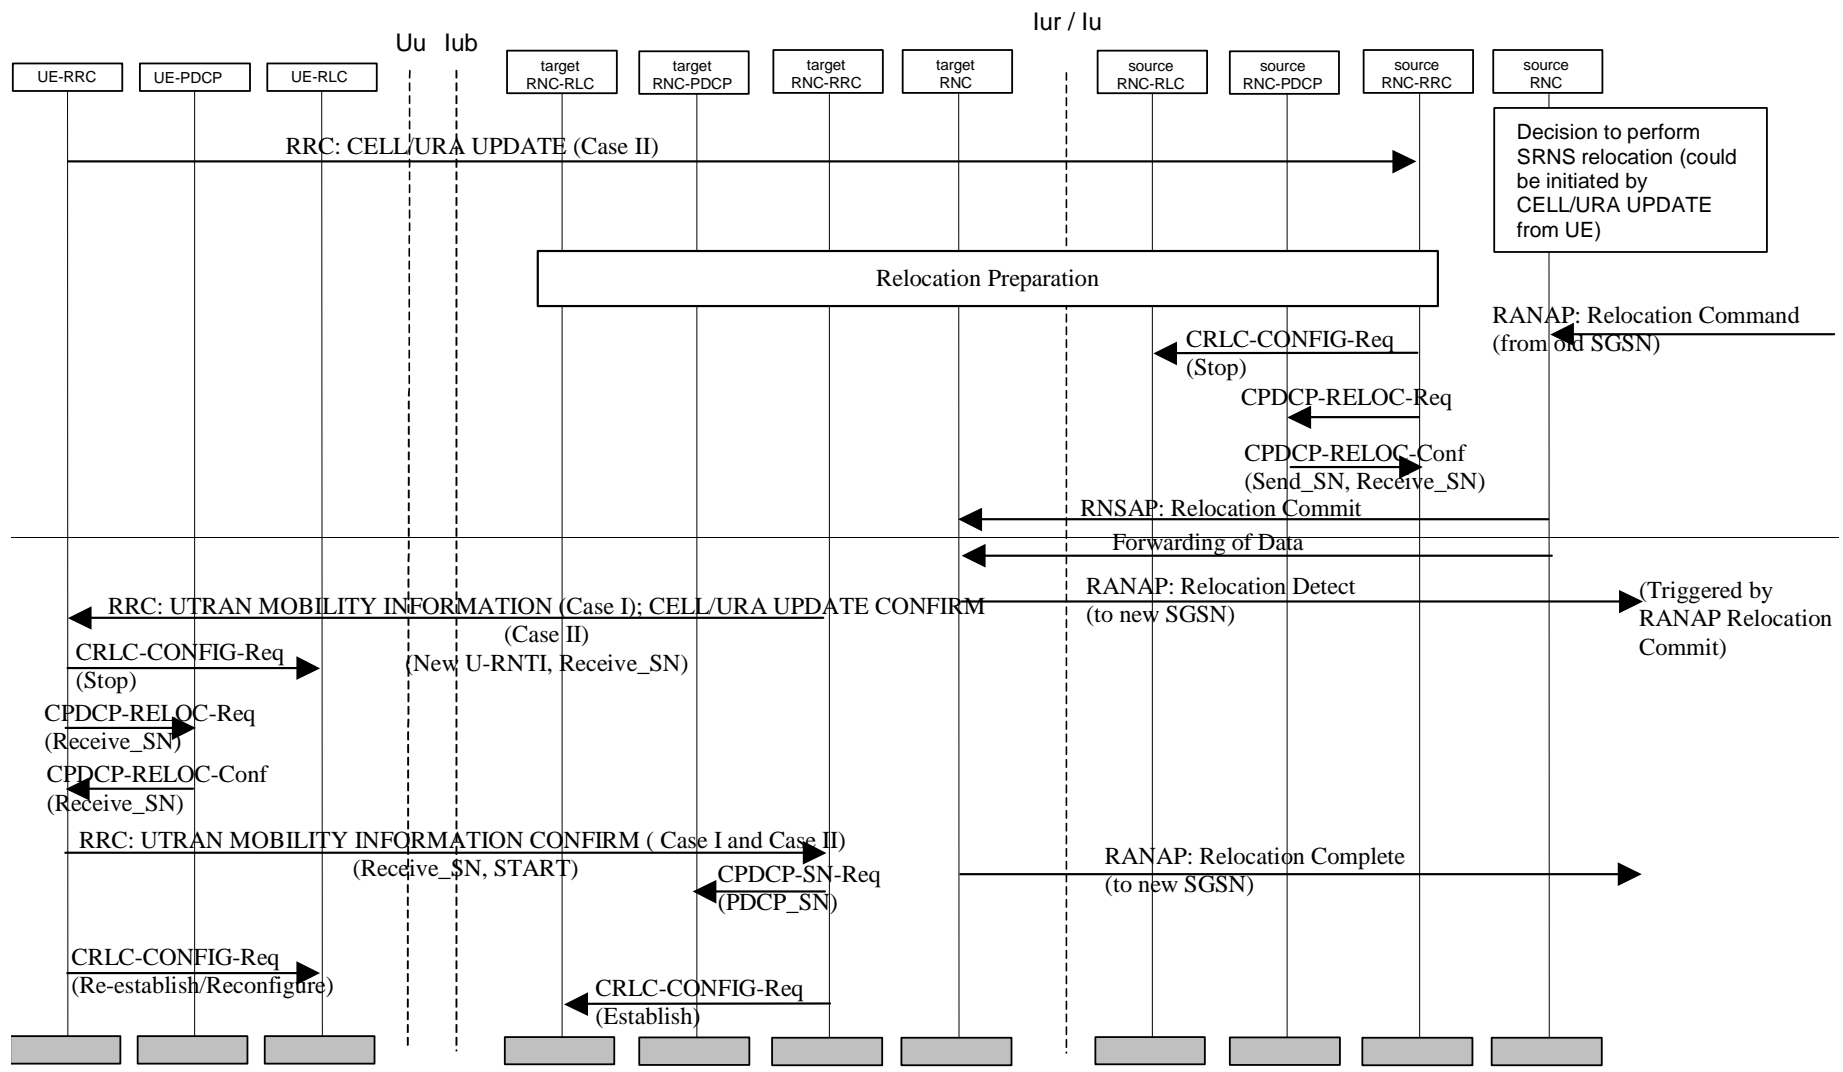 Iur / Iu
Uu Iub
UE-RRC
UE-PDCP
UE-RLC
target
RNC-RLC
target
RNC-PDCP
target
RNC-RRC
target
RNC
source
RNC-RLC
source
RNC-PDCP
source
RNC-RRC
source
RNC
Decision to perform
SRNS relocation (could
be initiated by
CELL/URA UPDATE
from UE)
RRC: CELL/URA UPDATE (Case II)
Relocation Preparation
RANAP: Relocation Command
(from old SGSN)
CRLC-CONFIG-Req
(Stop)
CPDCP-RELOC-Req
CPDCP-RELOC-Conf
(Send_SN, Receive_SN)
RNSAP: Relocation Commit
Forwarding of Data
RANAP: Relocation Detect
(to new SGSN)
(Triggered by
RANAP Relocation
Commit)
RRC: UTRAN MOBILITY INFORMATION (Case I); CELL/URA UPDATE CONFIRM
(Case II)
(New U-RNTI, Receive_SN)
CRLC-CONFIG-Req
(Stop)
CPDCP-RELOC-Req
(Receive_SN)
CPDCP-RELOC-Conf
(Receive_SN)
RRC: UTRAN MOBILITY INFORMATION CONFIRM ( Case I and Case II)
(Receive_SN, START)
RANAP: Relocation Complete
(to new SGSN)
CPDCP-SN-Req
(PDCP_SN)
CRLC-CONFIG-Req
(Re-establish/Reconfigure)
CRLC-CONFIG-Req
(Establish)